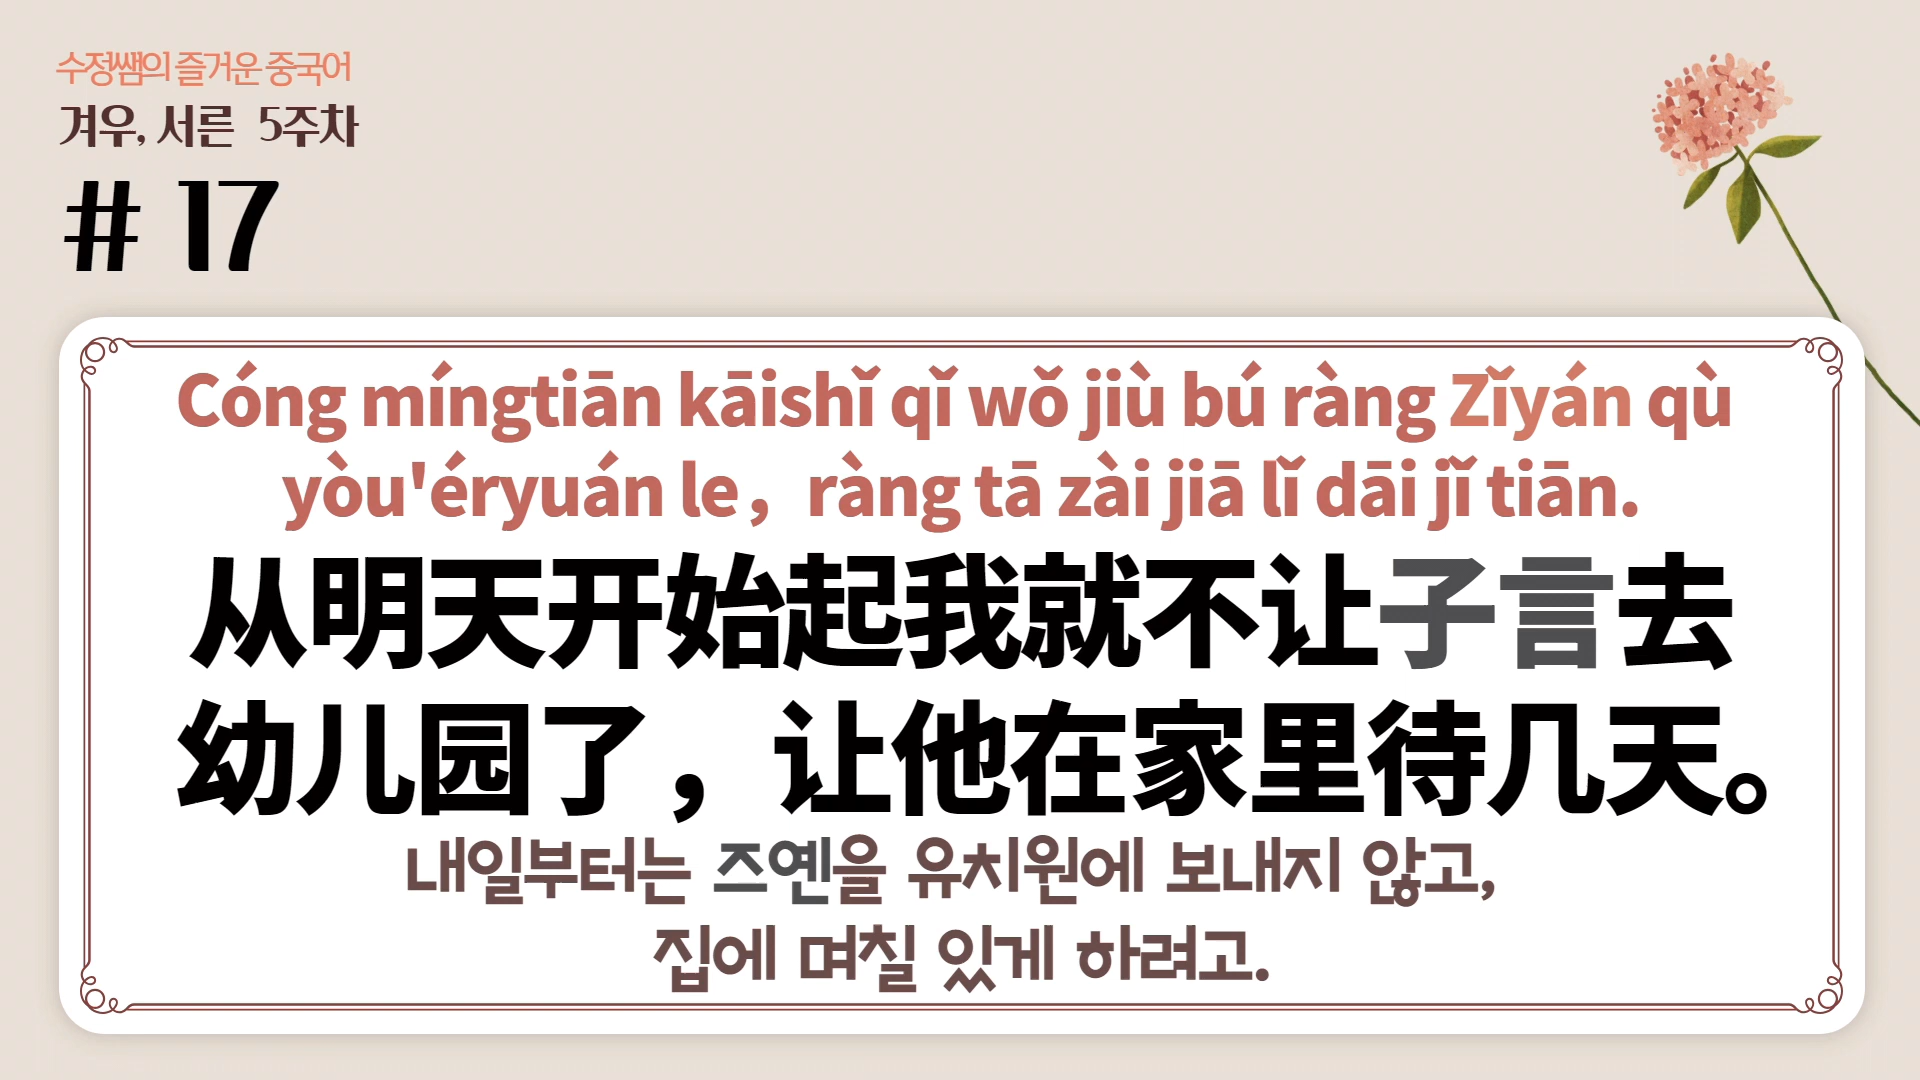 수정쌤의 즐거운 중국어
겨우, 서른 5주차
# 17
Cóng míngtiān kāishǐ qǐ wǒ jiù bú ràng Zǐyán qù
yòu'éryuán le，ràng tā zài jiā lǐ dāi jǐ tiān.
从明天开始起我就不让子言去
幼儿园了，让他在家里待几天。
내일부터는 즈옌을 유치원에 보내지 않고,
집에 며칠 있게 하려고.